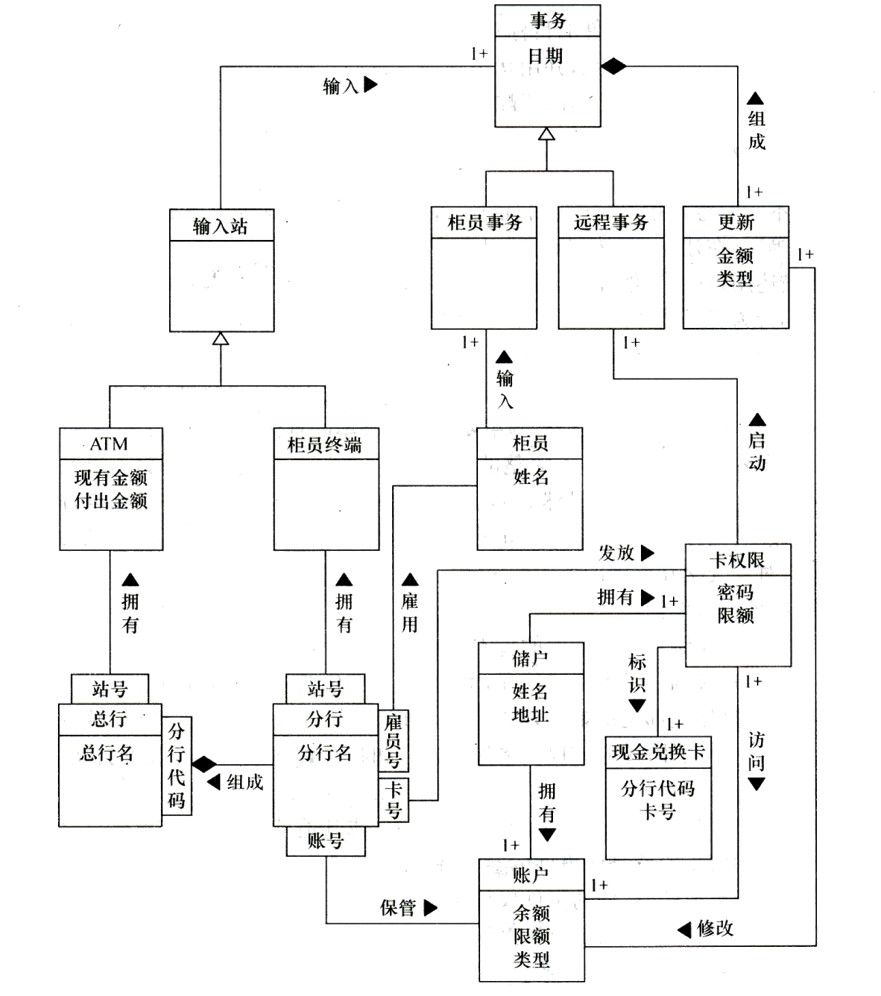 事务
日期
1+
输入▶
▲
组
成
1+
输入站
柜员事务
远程事务
更新
金额
类型
1+
1+
▲
输
入
1+
ATM
现有金额
付出金额
柜员终端
柜员
姓名
▲
启
动
▲
拥
有
▲
拥
有
▲
雇
用
发放▶
卡权限
密码
限额
拥有▶
1+
储户
姓名
地址
标
识
▼
1+
1+
访
问
▼
站号
总行
总行名
分
行
代
码
◀组成
站号
分行
分行名
雇
员
号
卡
号
账号
现金兑换卡
分行代码
卡号
拥
有
▼
1+
账户
余额
限额
类型
1+
保管▶
◀修改